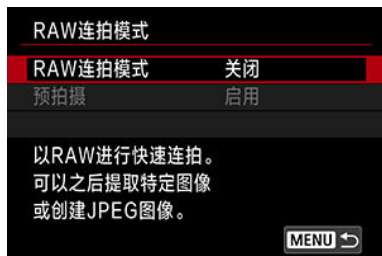 RAW连拍模式
RAW连拍模式 关闭
预拍摄 启用
以RAW进行快速连拍。
可以之后提取特定图像
或创建JPEG图像。
MENU